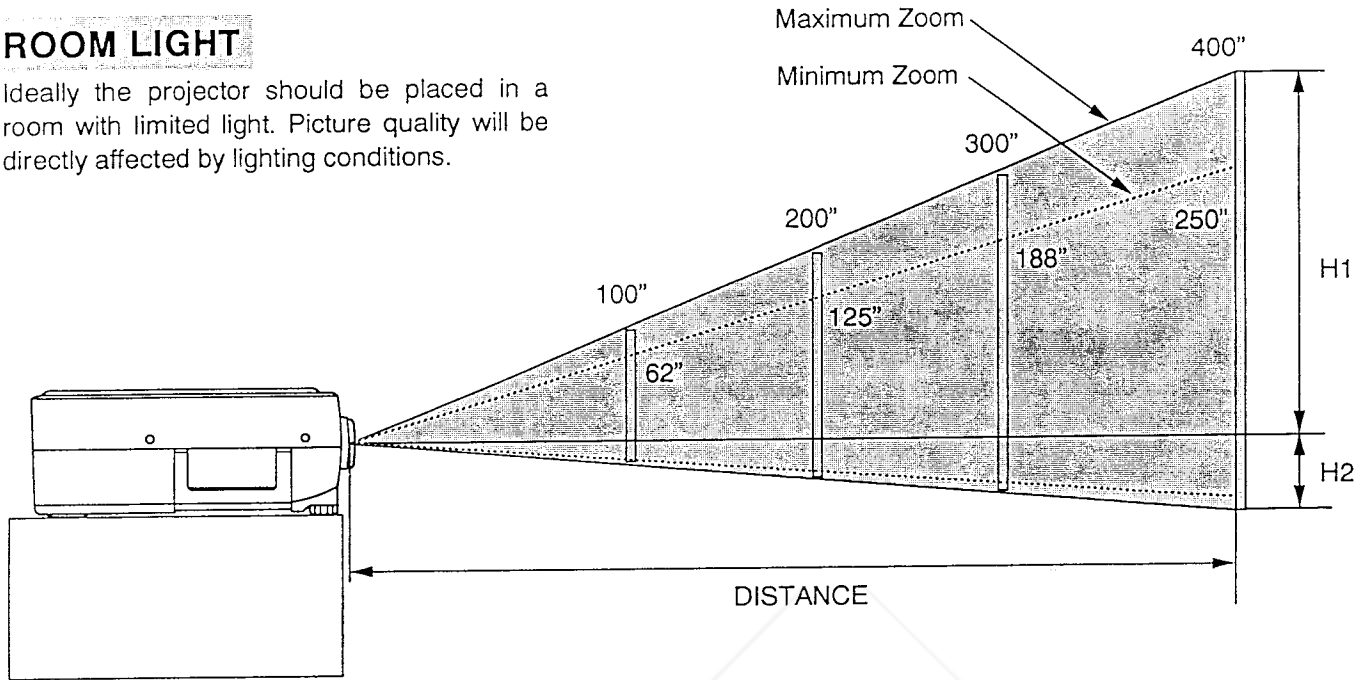 ROOM LIGHT
Ideally the projector should be placed in a
room with limited light. Picture quality will be
directly affected by lighting conditions.
Maximum Zoom
Minimum Zoom
400”
300”
200”
100”
250”
188”
125”
62”
H1
H2
DISTANCE